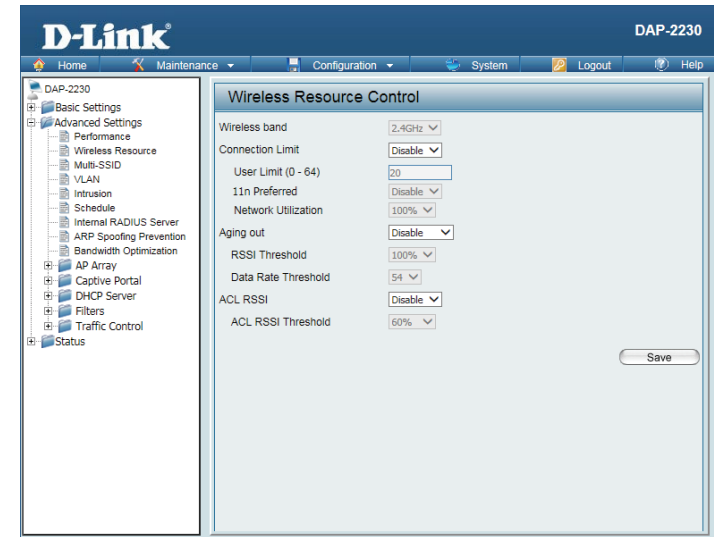 D-Link®
DAP-2230
Home Maintenance Configuration System Logout Help
DAP-2230
Basic Settings
Advanced Settings
Performance
Wireless Resource
Multi-SSID
VLAN
Intrusion
Schedule
Internal RADIUS Server
ARP Spoofing Prevention
Bandwidth Optimization
AP Array
Captive Portal
DHCP Server
Filters
Traffic Control
Status
Wireless Resource Control
Wireless band 2.4GHz
Connection Limit Disable
User Limit (0 - 64) 20
11n Preferred Disable
Network Utilization 100%
Aging out Disable
RSSI Threshold 100%
Data Rate Threshold 54
ACL RSSI Disable
ACL RSSI Threshold 60%
Save